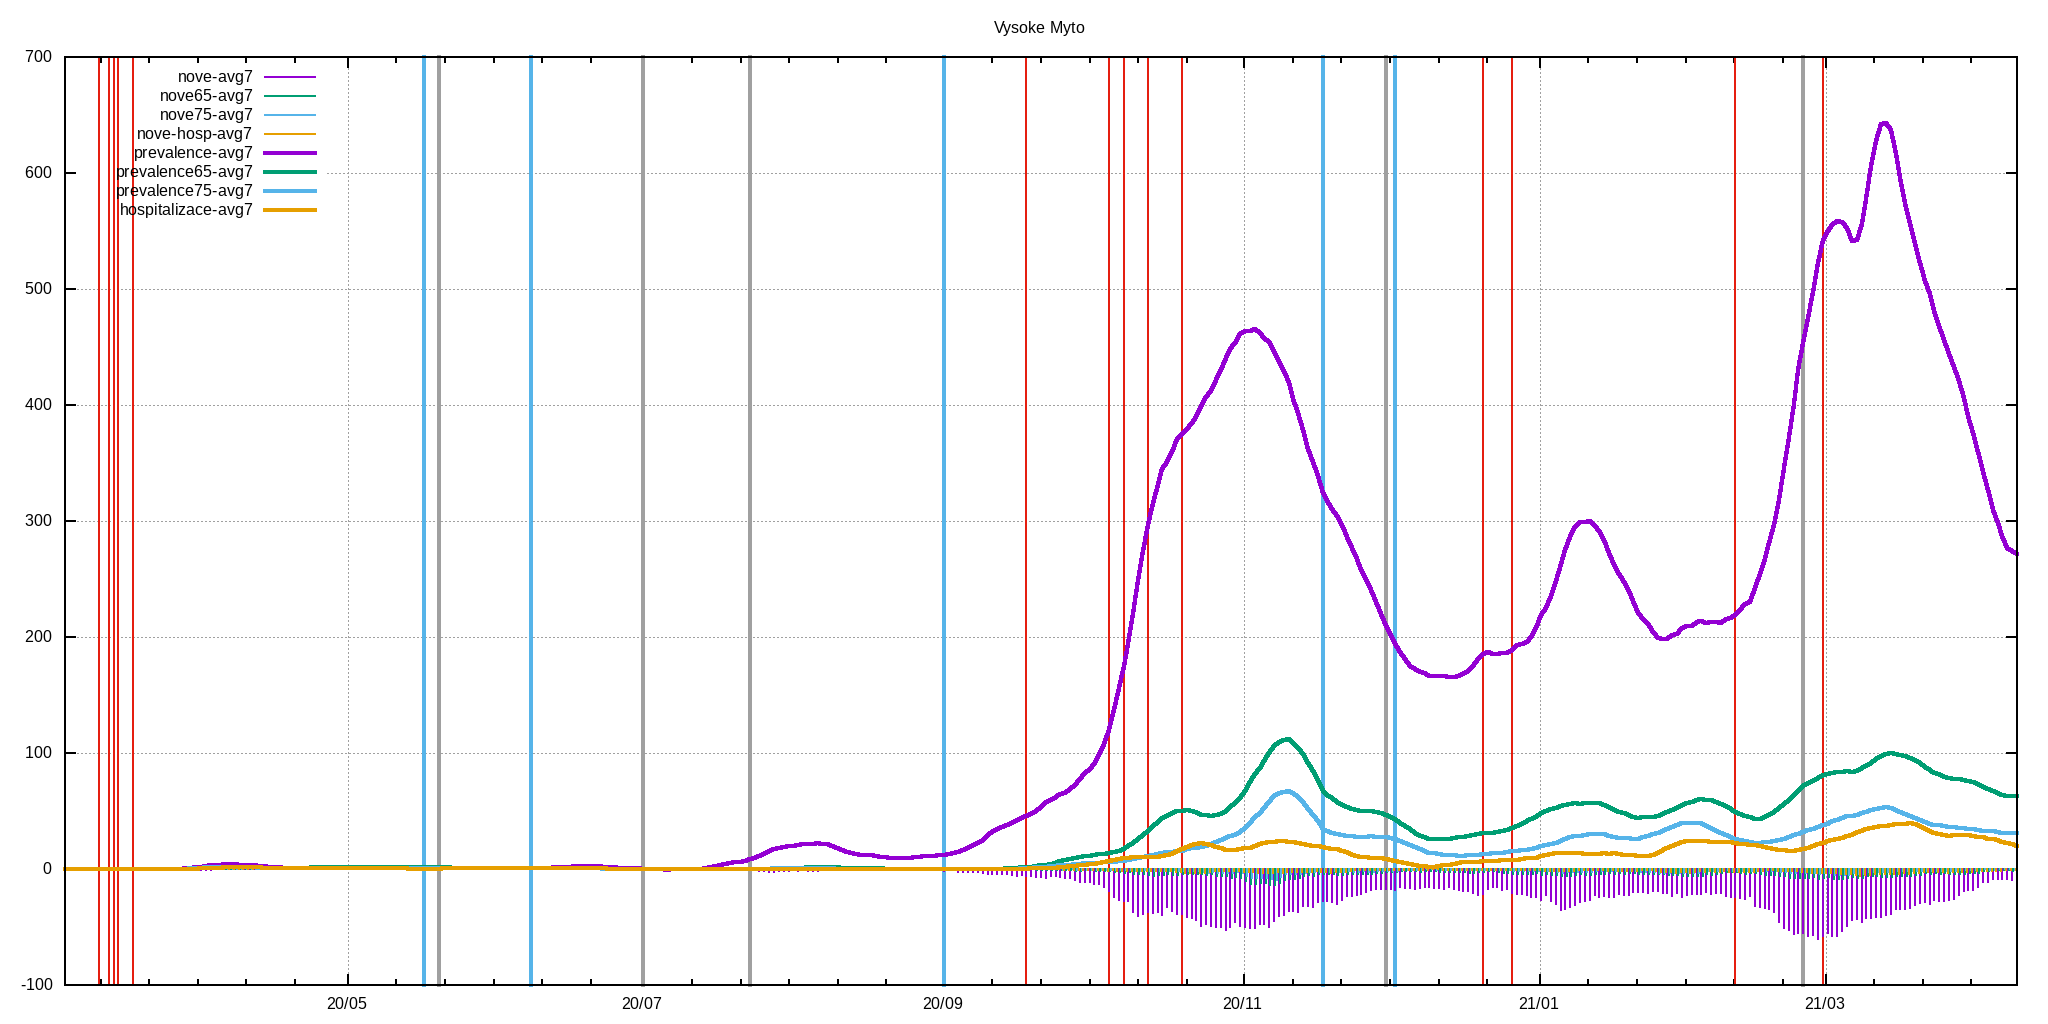 Vysoke Myto
700
nove-avg7
nove65-avg7
nove75-avg7
nove-hosp-avg7
prevalence-avg7
prevalence65-avg7
prevalence75-avg7
hospitalizace-avg7
600
500
400
300
200
100
0
-100
20/05
20/07
20/09
20/11
21/01
21/03